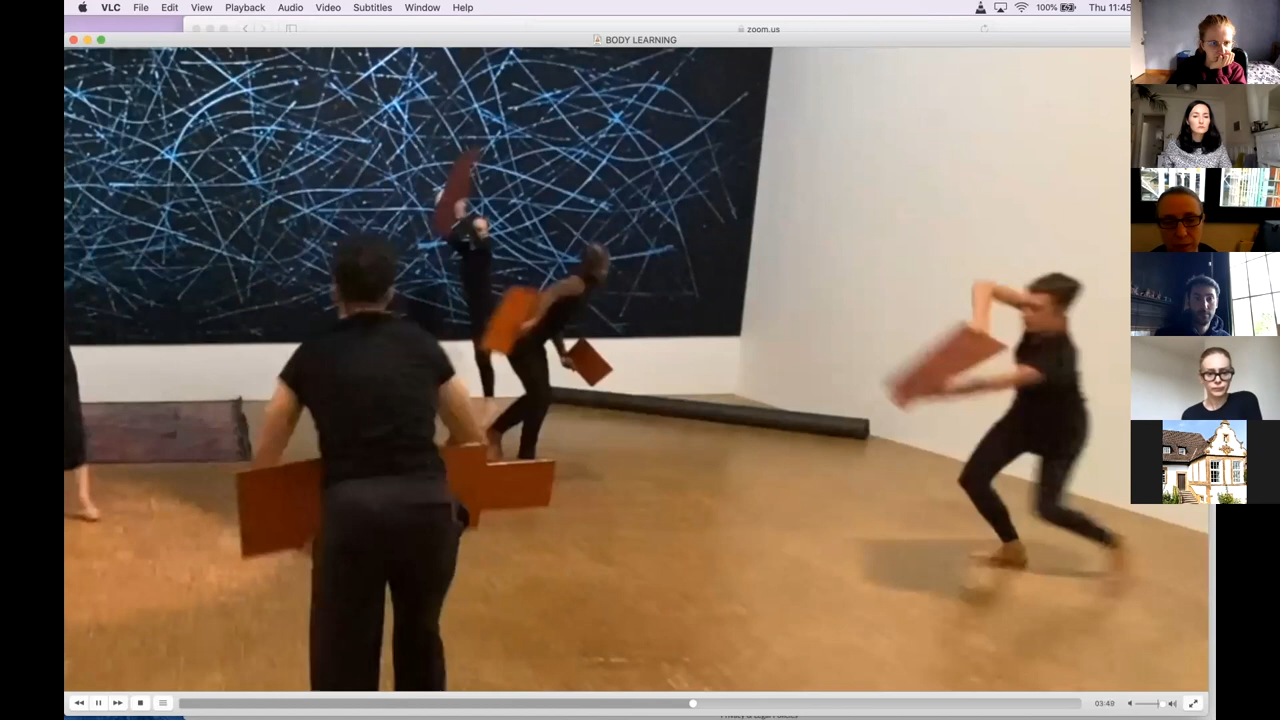 VLC File Edit View Playback Audio Video Subtitles Window Help 100% Thu 11:45
zoom.us
BODY LEARNING
03:49